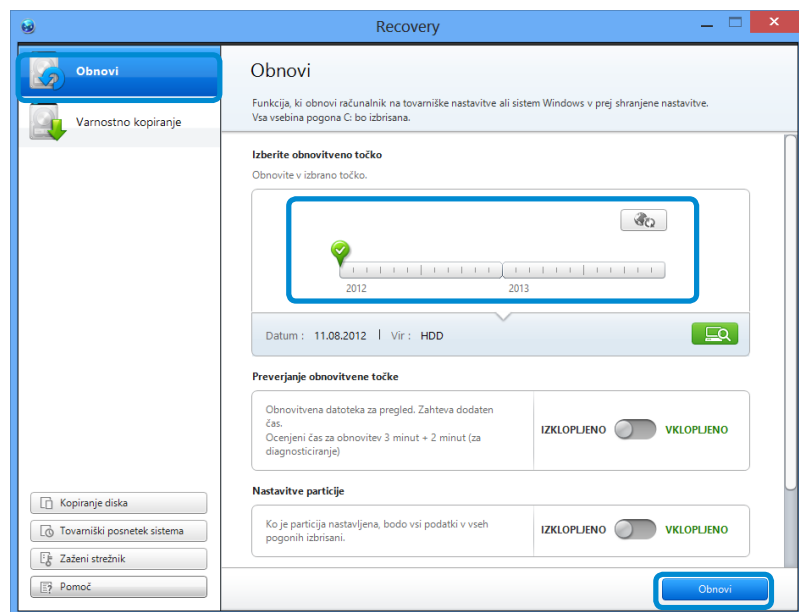 Recovery
Obnovi
Varnostno kopiranje
Obnovi
Funkcija, ki obnovi računalnik na tovarniške nastavitve ali sistem Windows v prej shranjene nastavitve.
Vsa vsebina pogona C: bo izbrisana.
Izberite obnovitveno točko
Obnovite v izbrano točko.
2012 2013
Datum : 11.08.2012 | Vir : HDD
Preverjanje obnovitvene točke
Obnovitvena datoteka za pregled. Zahteva dodaten
čas.
Ocenjeni čas za obnovitev 3 minut + 2 minut (za
diagnosticiranje)
IZKLOPLJENO VKLOPLJENO
Nastavitve particije
Ko je particija nastavljena, bodo vsi podatki v vseh
pogonih izbrisani.
IZKLOPLJENO VKLOPLJENO
Kopiranje diska
Tovarniški posnetek sistema
Zaženi strežnik
Pomoč
Obnovi